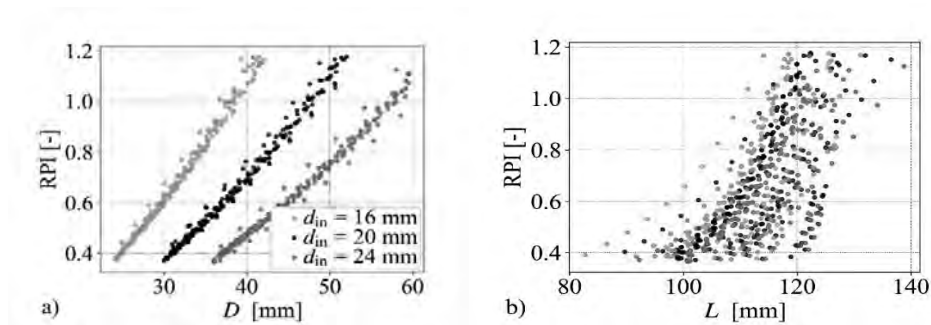 1.2
1.0
0.8
0.6
0.4
RPI [-]
30 40 50 60
D [mm]
d_in = 16 mm
d_in = 20 mm
d_in = 24 mm
a)
1.2
1.0
0.8
0.6
0.4
RPI [-]
80 100 120 140
L [mm]
b)